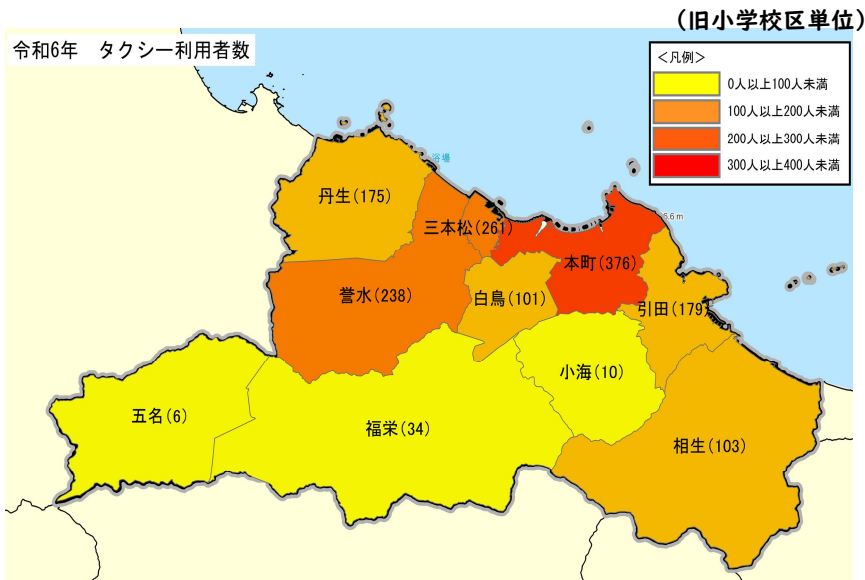 (旧小学校区単位)
令和6年 タクシー利用者数
<凡例>
0人以上100人未満
100人以上200人未満
200人以上300人未満
300人以上400人未満
浴場
丹生(175)
5.6m
三本松(261)
本町(376)
誉水(238)
白鳥(101)
引田(179)
小海(10)
五名(6)
福栄(34)
相生(103)